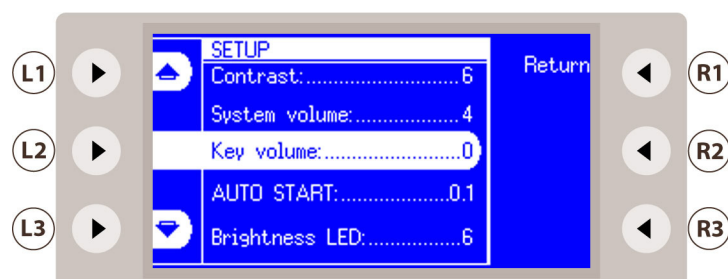 SETUP
Contrast:............................6
Return
System volume:...................4
Key volume:.........................0
AUTO START:....................0.1
Brightness LED:.................6
L1
L2
L3
R1
R2
R3